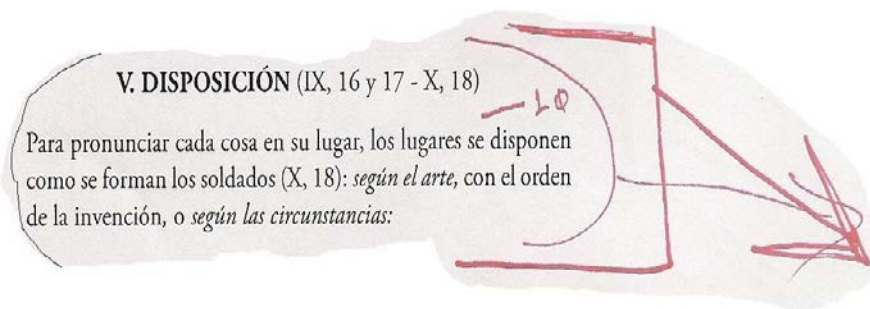 V. DISPOSICIÓN (IX, 16 y 17 - X, 18)
Para pronunciar cada cosa en su lugar, los lugares se disponen
como se forman los soldados (X, 18): según el arte, con el orden
de la invención, o según las circunstancias: